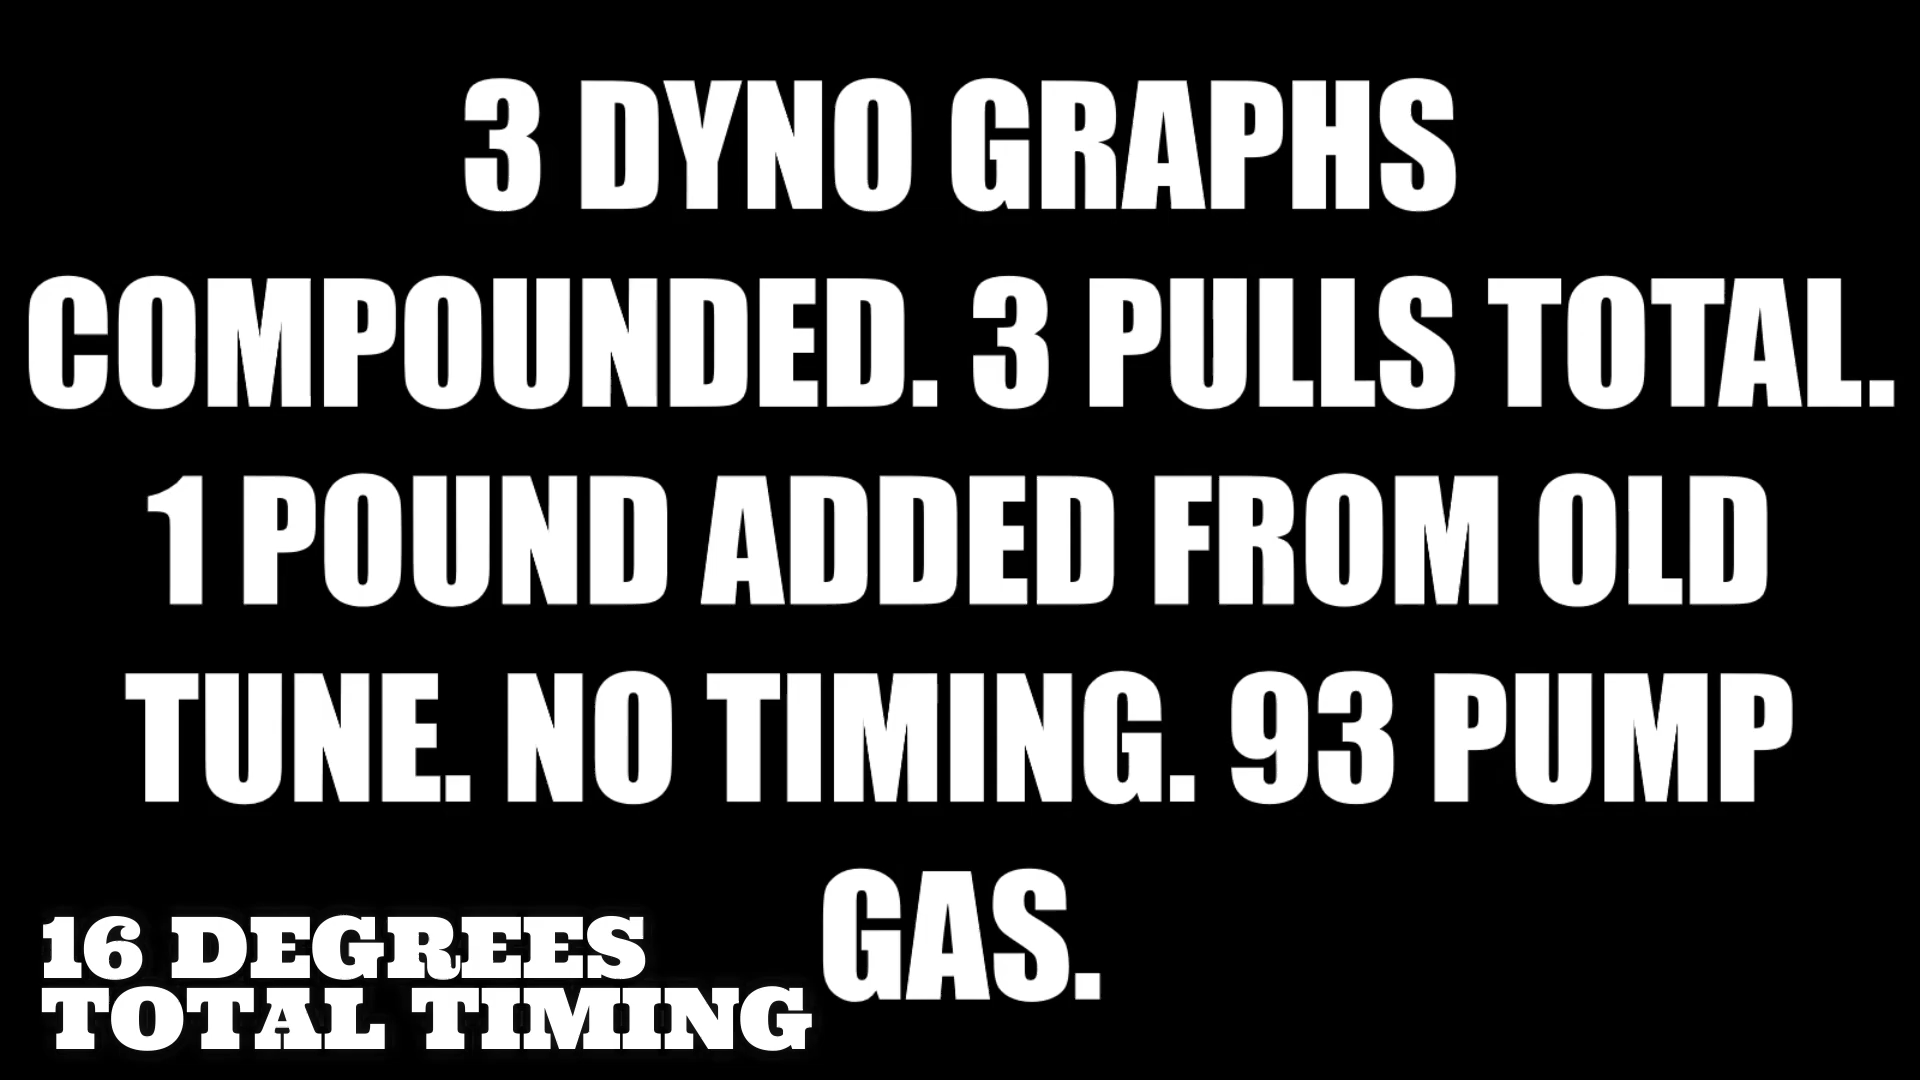 3 DYNO GRAPHS
COMPOUNDED. 3 PULLS TOTAL.
1 POUND ADDED FROM OLD
TUNE. NO TIMING. 93 PUMP
GAS.
16 DEGREES
TOTAL TIMING